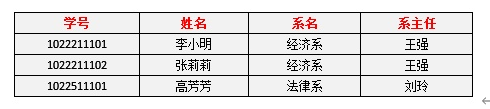 学号 姓名 系名 系主任
1022211101 李小明 经济系 王强
1022211102 张莉莉 经济系 王强
1022511101 高芳芳 法律系 刘玲